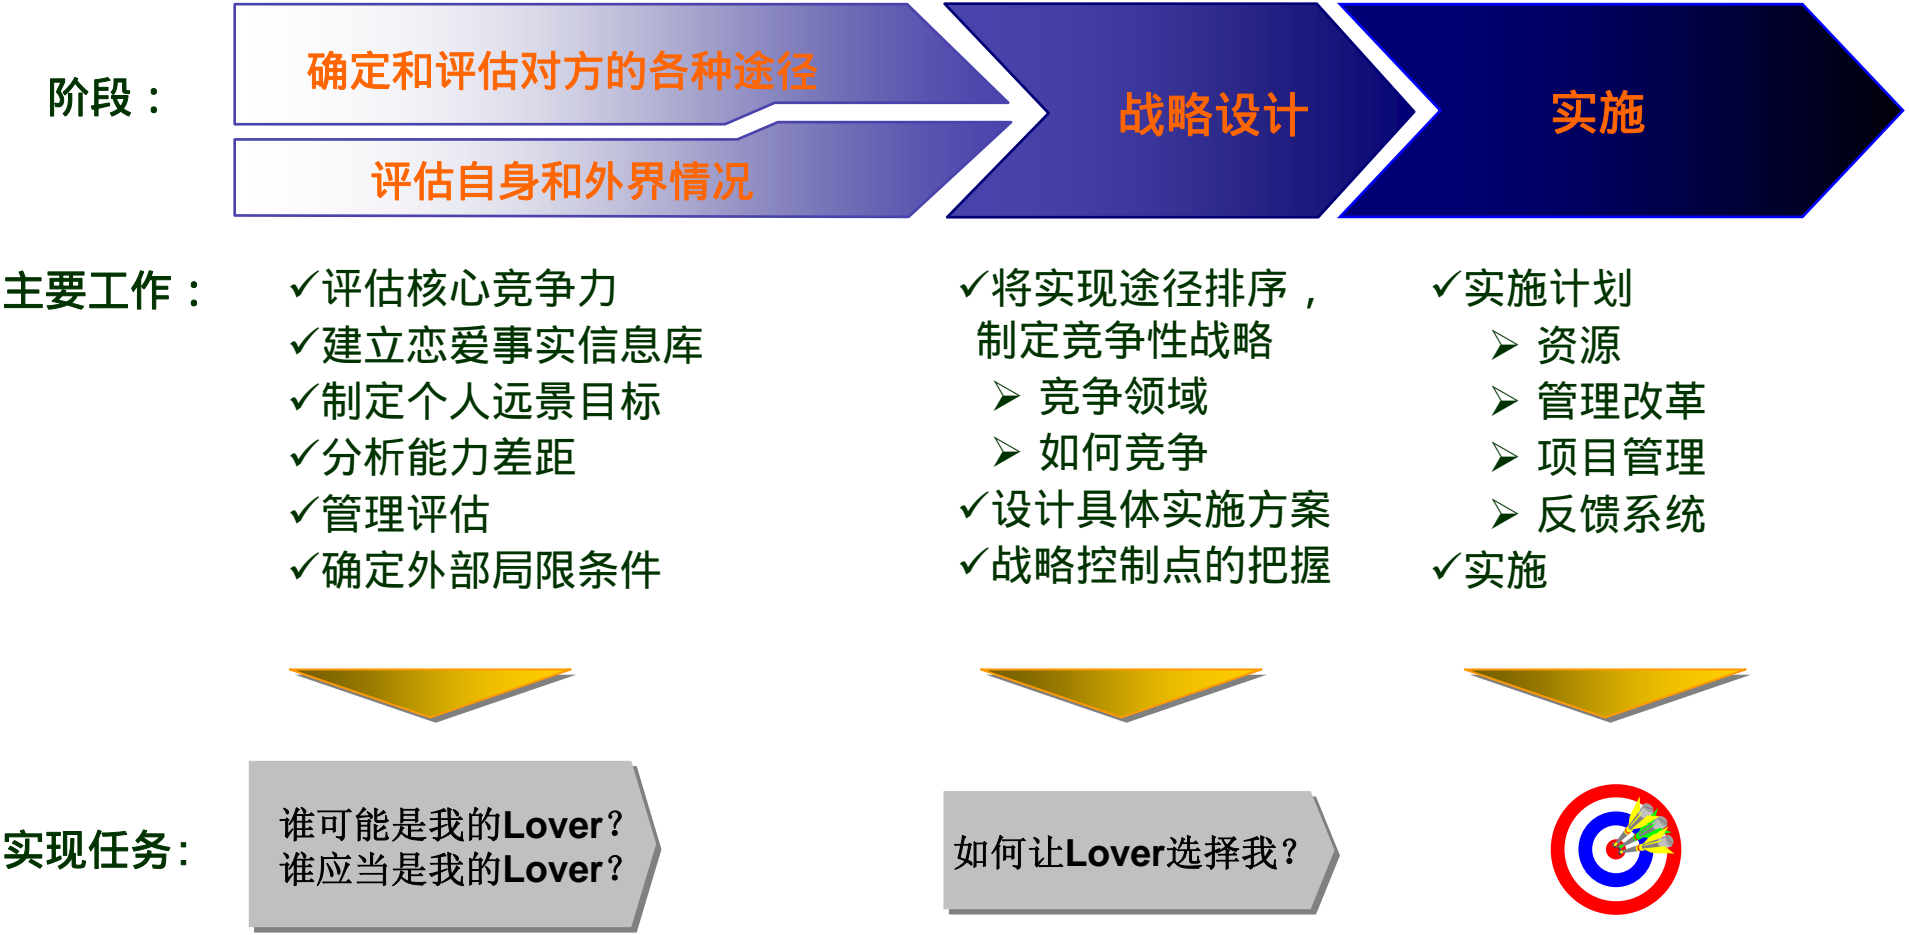 阶段：
确定和评估对方的各种途径
评估自身和外界情况
战略设计
实施
主要工作：
✓评估核心竞争力
✓建立恋爱事实信息库
✓制定个人远景目标
✓分析能力差距
✓管理评估
✓确定外部局限条件
✓将实现途径排序，
制定竞争性战略
➢ 竞争领域
➢ 如何竞争
✓设计具体实施方案
✓战略控制点的把握
✓实施计划
➢ 资源
➢ 管理改革
➢ 项目管理
➢ 反馈系统
✓实施
实现任务：
谁可能是我的Lover？
谁应当是我的Lover？
如何让Lover选择我？